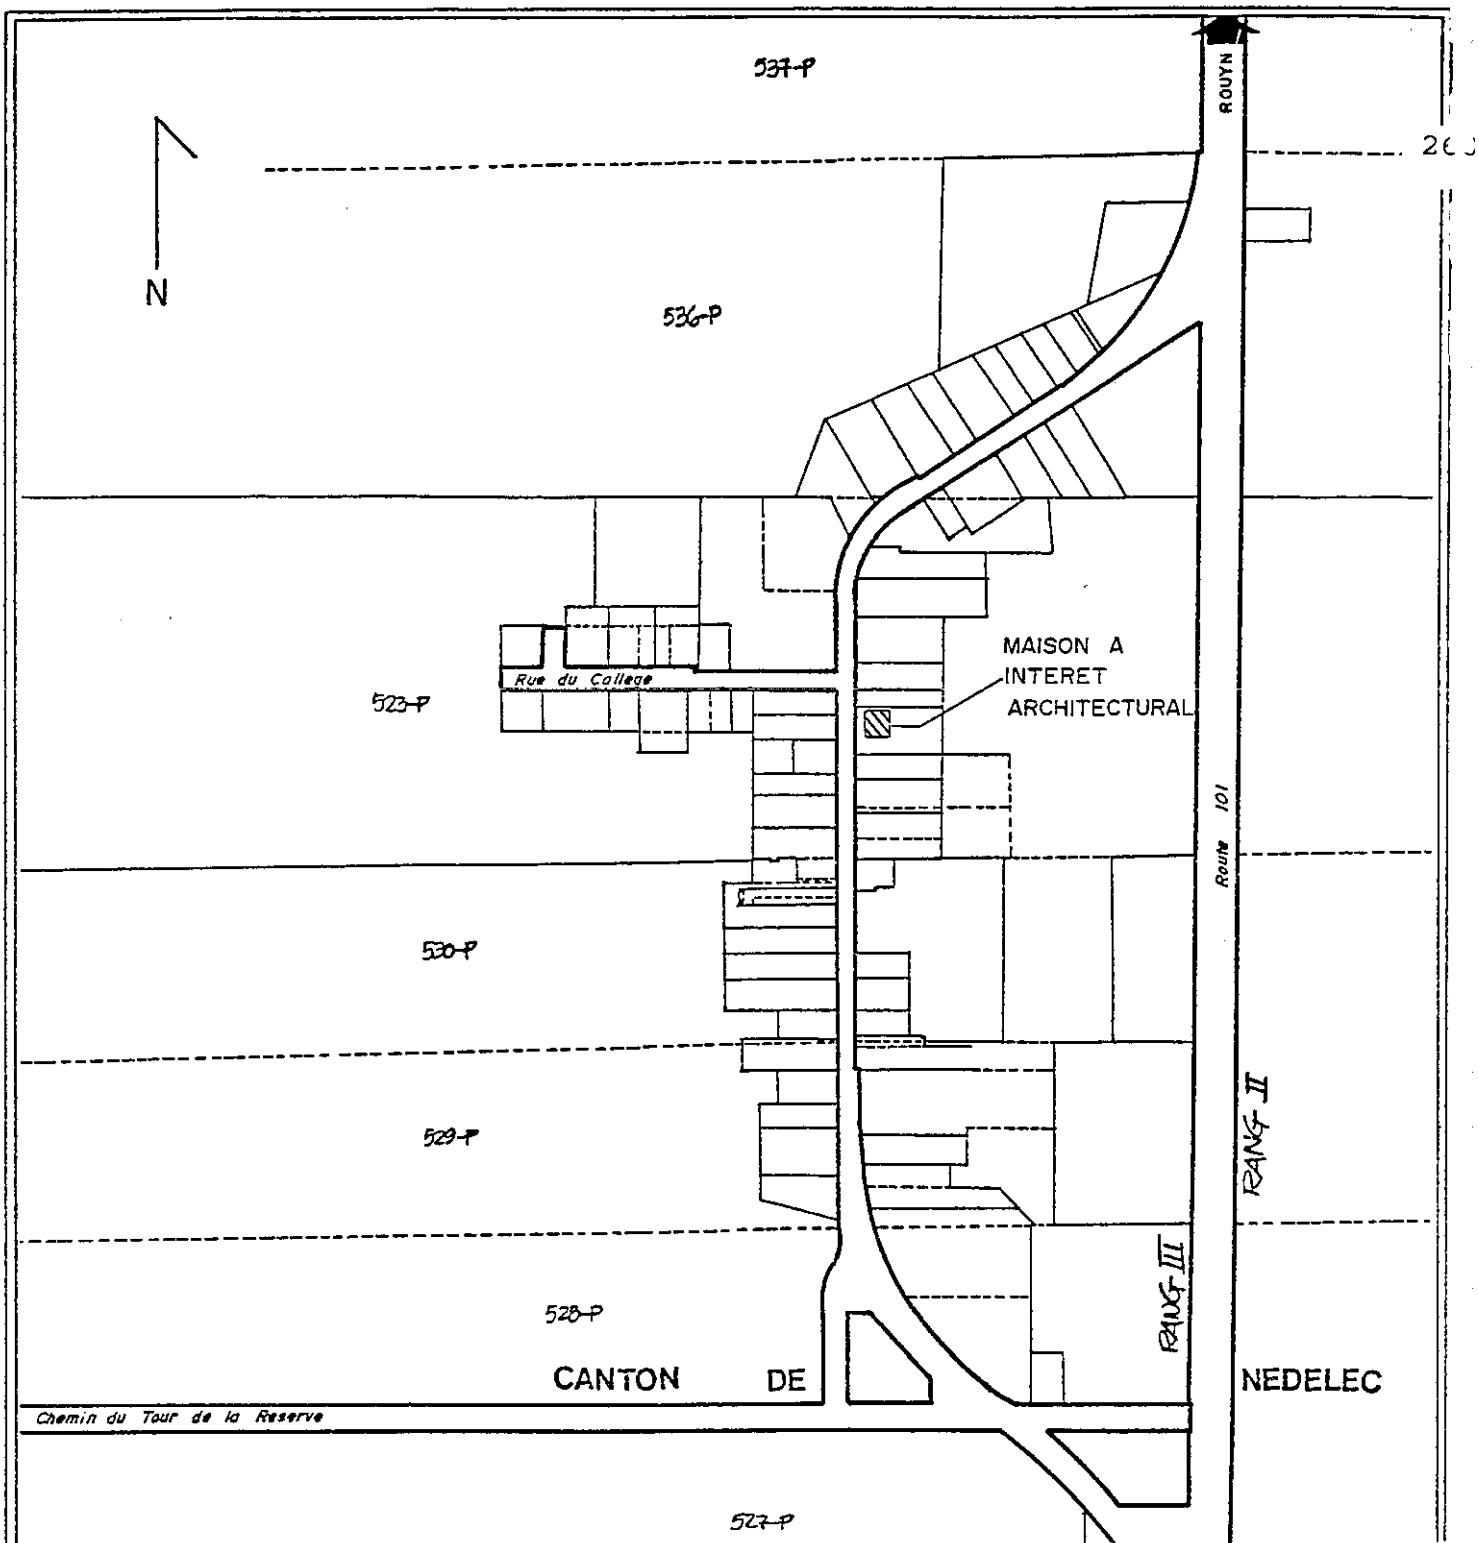 537-P
ROUYN
N
536-P
MAISON A
INTERET
ARCHITECTURAL
Rue du College
523-P
Route 101
530-P
RANG II
529-P
RANG III
528-P
CANTON DE NEDELEC
Chemin du Tour de la Reserve
527-P